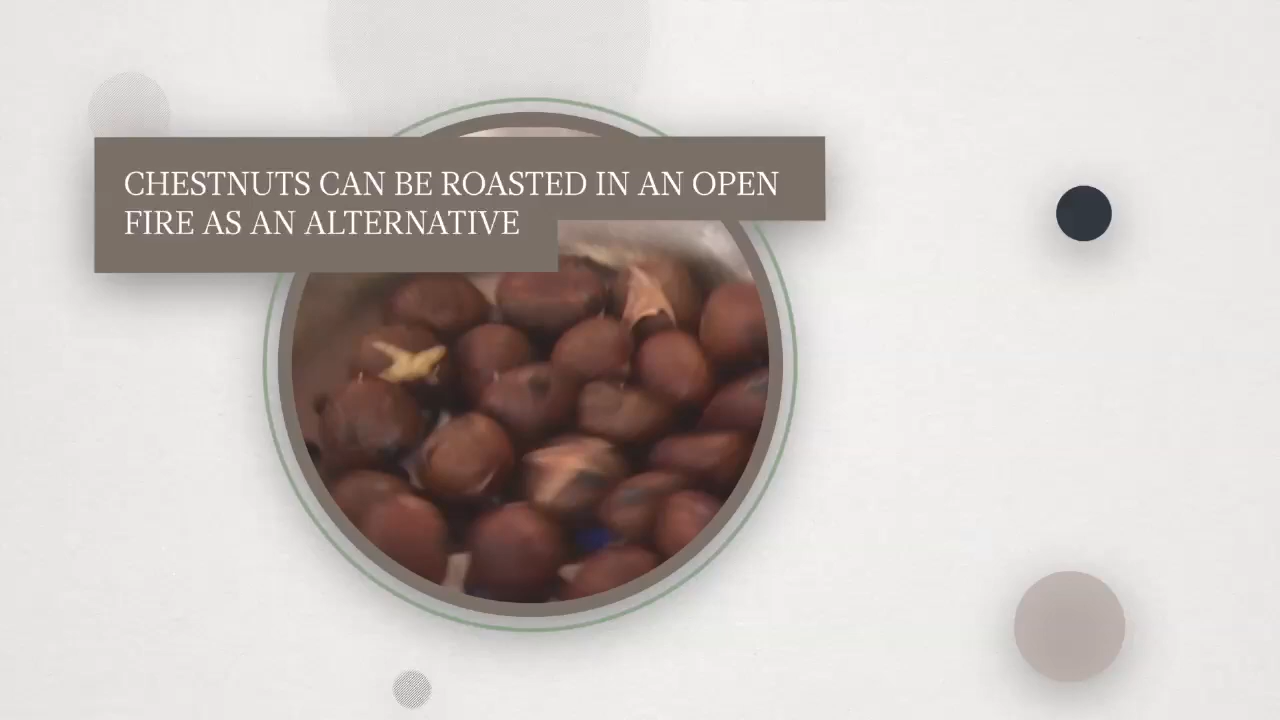 CHESTNUTS CAN BE ROASTED IN AN OPEN
FIRE AS AN ALTERNATIVE